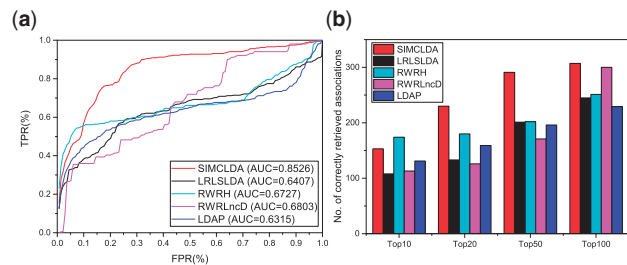 (a)
TPR(%)
1.0
0.8
0.6
0.4
0.2
0.0
SIMCLDA (AUC=0.8526)
LRLSLDA (AUC=0.6407)
RWRH (AUC=0.6727)
RWRLncD (AUC=0.6803)
LDAP (AUC=0.6315)
0.0 0.1 0.2 0.3 0.4 0.5 0.6 0.7 0.8 0.9 1.0
FPR(%)
(b)
No. of correctly retrieved associations
300
200
100
0
SIMCLDA
LRLSLDA
RWRH
RWRLncD
LDAP
Top10 Top20 Top50 Top100